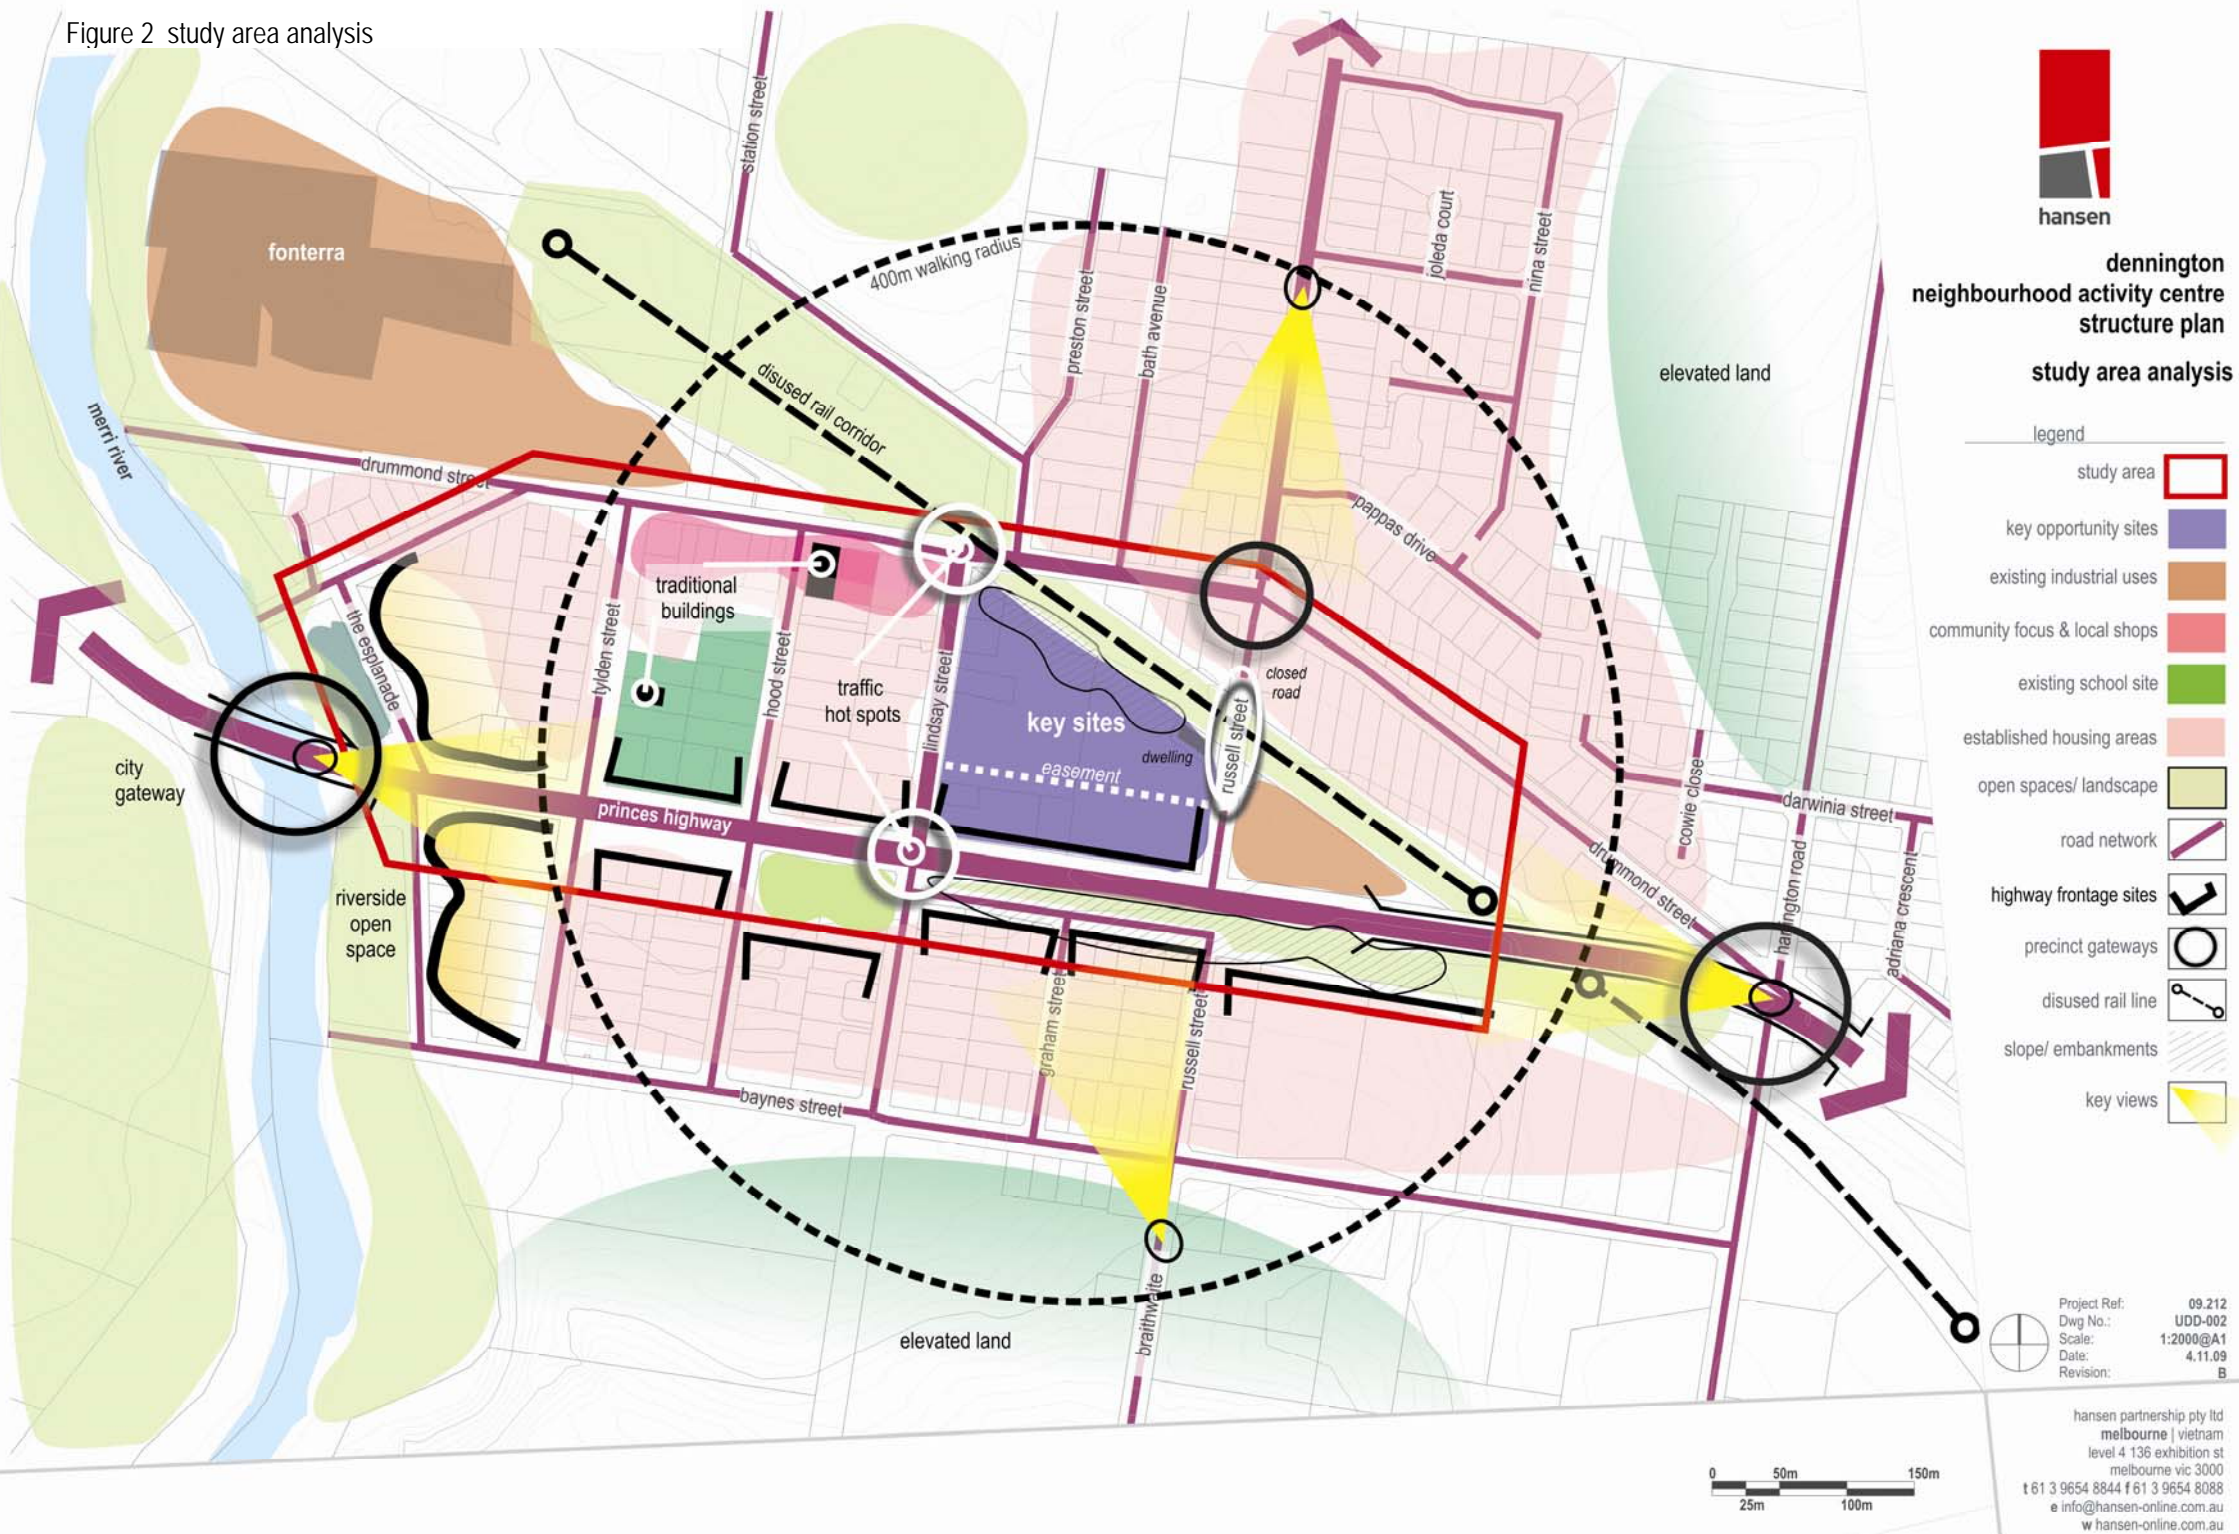 Figure 2  study area analysis
hansen
dennington
neighbourhood activity centre
structure plan
study area analysis
legend
study area
key opportunity sites
existing industrial uses
community focus & local shops
existing school site
established housing areas
open spaces/ landscape
road network
highway frontage sites
precinct gateways
disused rail line
slope/ embankments
key views
station street
fonterra
400m walking radius
disused rail corridor
preston street
bath avenue
joleda court
nina street
elevated land
merri river
drummond street
pappas drive
traditional
buildings
the esplanade
tylden street
hood street
lindsay street
traffic
hot spots
key sites
dwelling
easement
closed
road
russell street
city
gateway
princes highway
riverside
open
space
cowie close
darwinia street
drummond street
harrington road
adriana crescent
graham street
russell street
baynes street
braithwaite
elevated land
Project Ref: 09.212
Dwg No.: UDD-002
Scale: 1:2000@A1
Date: 4.11.09
Revision: B
0 50m 150m
25m 100m
hansen partnership pty ltd
melbourne | vietnam
level 4 136 exhibition st
melbourne vic 3000
t 61 3 9654 8844 f 61 3 9654 8088
e info@hansen-online.com.au
w hansen-online.com.au